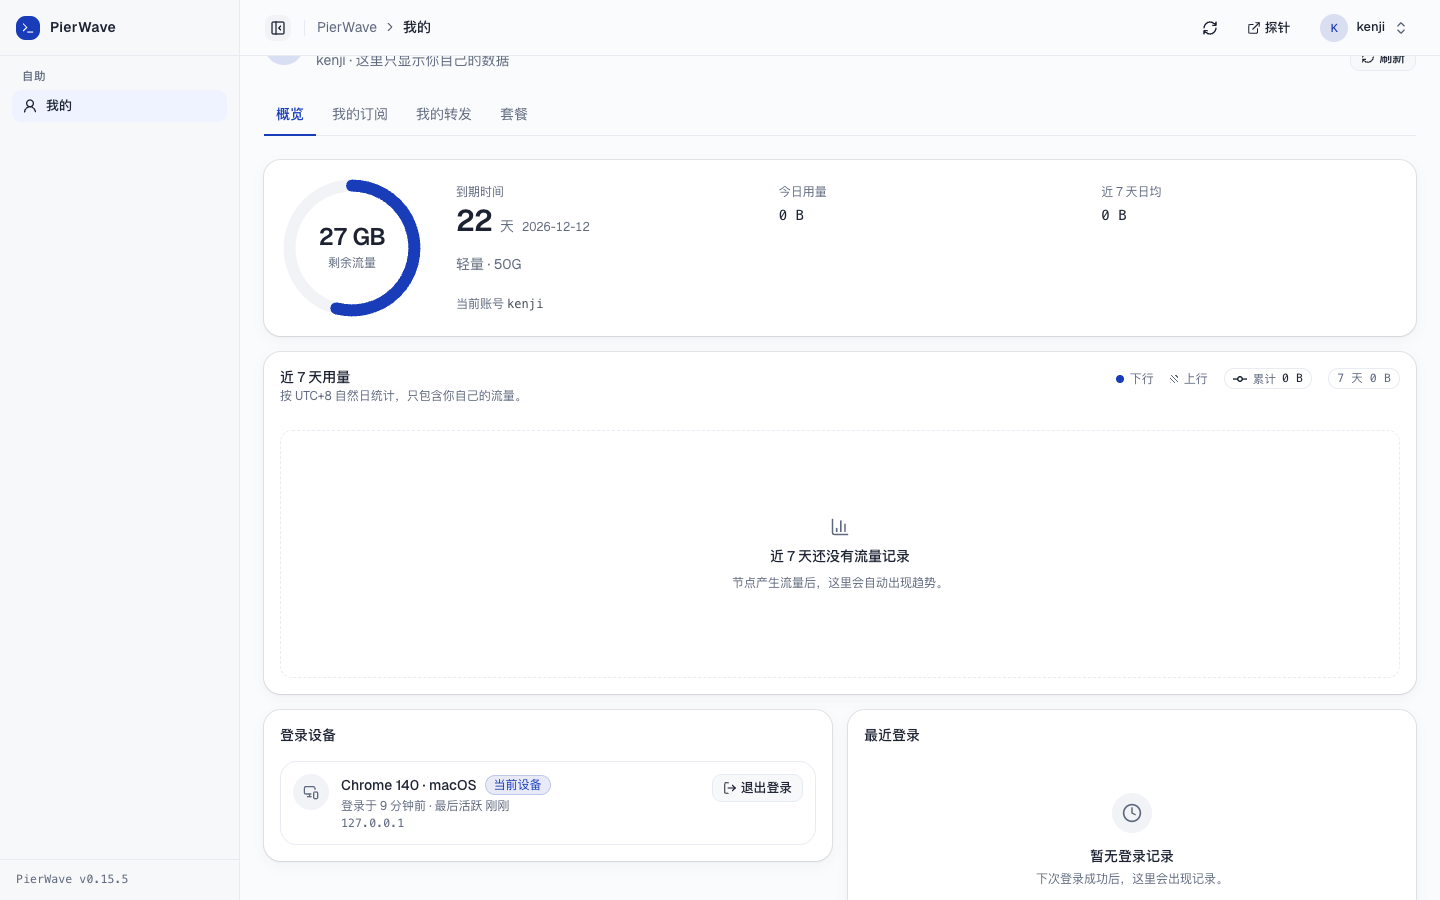 PierWave
PierWave > 我的
探针
K
kenji
自助
我的
kenji · 这里只显示你自己的数据
刷新
概览
我的订阅
我的转发
套餐
27 GB
剩余流量
到期时间
22 天 2026-12-12
轻量 · 50G
当前账号 kenji
今日用量
0 B
近 7 天日均
0 B
近 7 天用量
按 UTC+8 自然日统计，只包含你自己的流量。
下行
上行
累计 0 B
7 天 0 B
近 7 天还没有流量记录
节点产生流量后，这里会自动出现趋势。
登录设备
Chrome 140 · macOS 当前设备
登录于 9 分钟前 · 最后活跃 刚刚
127.0.0.1
退出登录
最近登录
暂无登录记录
下次登录成功后，这里会出现记录。
PierWave v0.15.5